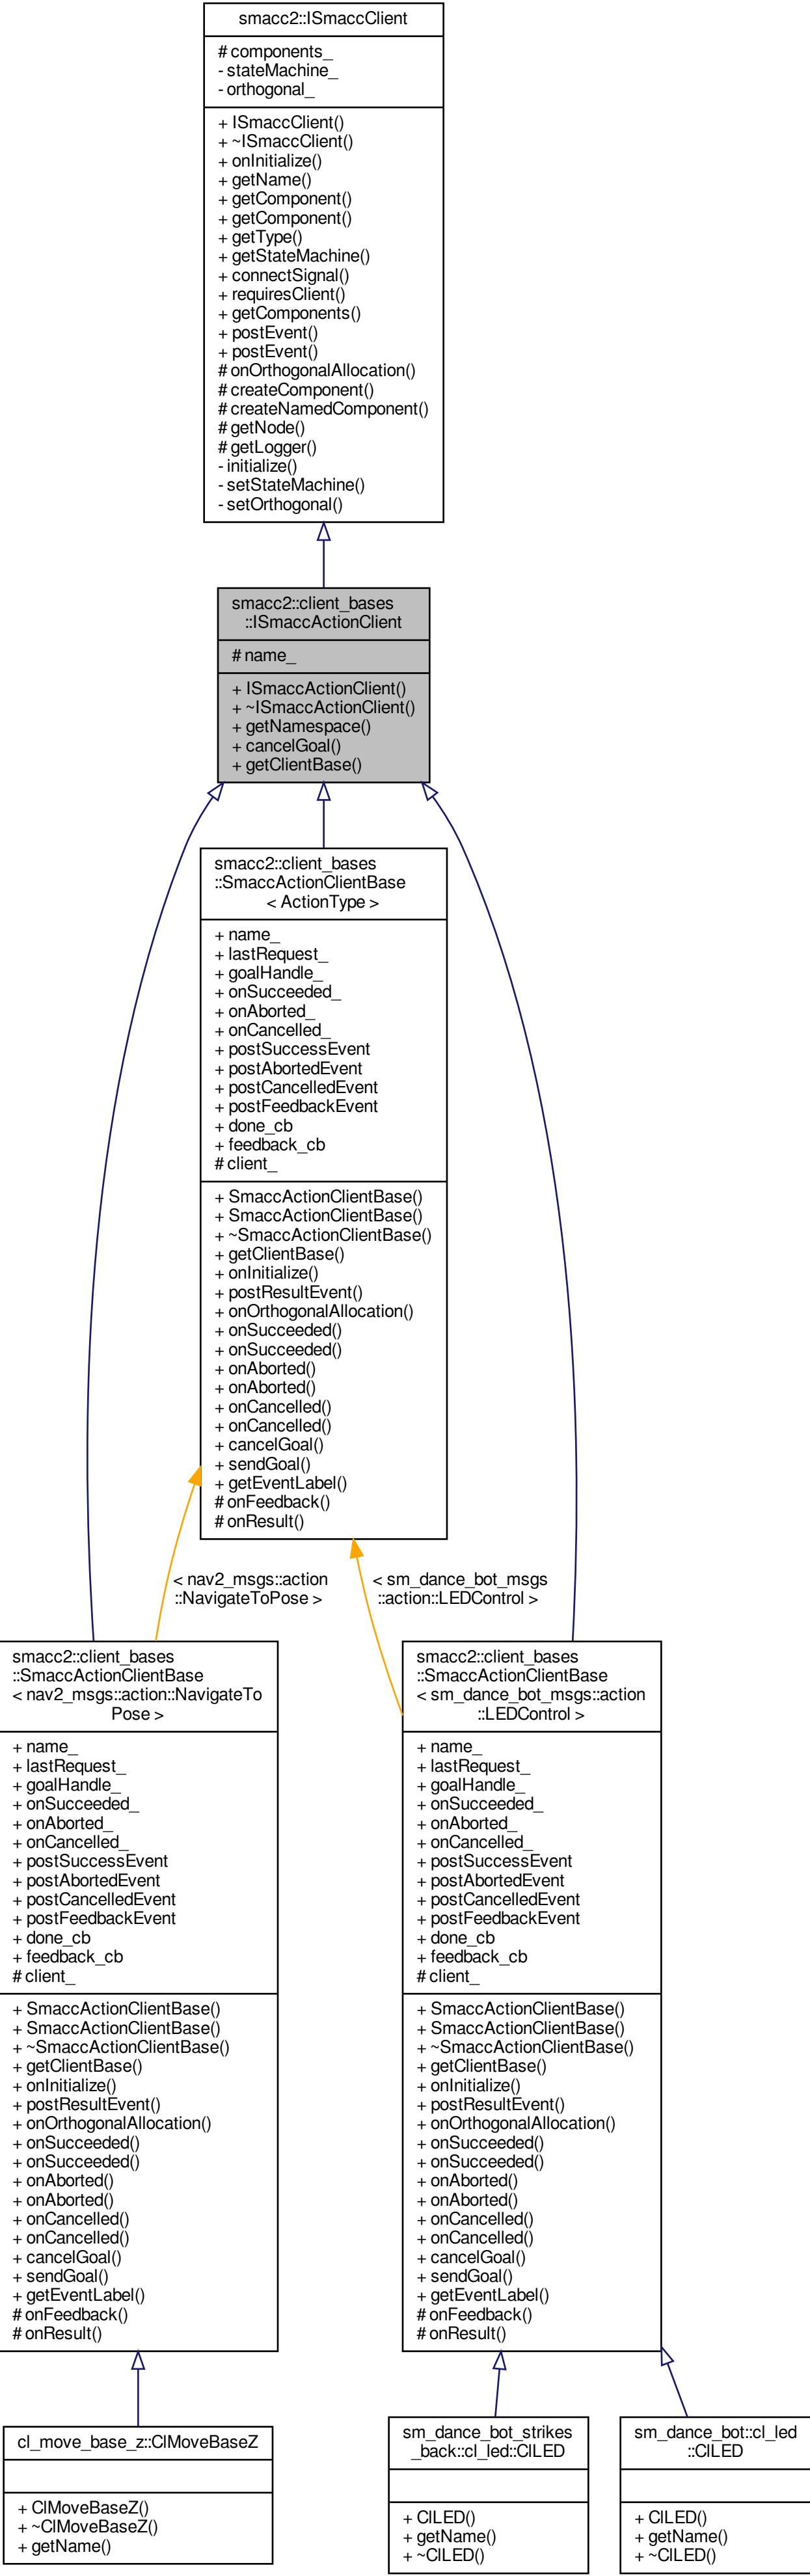 smacc2::ISmaccClient
# components_
- stateMachine_
- orthogonal_
+ ISmaccClient()
+ ~ISmaccClient()
+ onInitialize()
+ getName()
+ getComponent()
+ getComponent()
+ getType()
+ getStateMachine()
+ connectSignal()
+ requiresClient()
+ getComponents()
+ postEvent()
+ postEvent()
# onOrthogonalAllocation()
# createComponent()
# createNamedComponent()
# getNode()
# getLogger()
- initialize()
- setStateMachine()
- setOrthogonal()
smacc2::client_bases
::ISmaccActionClient
# name_
+ ISmaccActionClient()
+ ~ISmaccActionClient()
+ getNamespace()
+ cancelGoal()
+ getClientBase()
smacc2::client_bases
::SmaccActionClientBase
< ActionType >
+ name_
+ lastRequest_
+ goalHandle_
+ onSucceeded_
+ onAborted_
+ onCancelled_
+ postSuccessEvent
+ postAbortedEvent
+ postCancelledEvent
+ postFeedbackEvent
+ done_cb
+ feedback_cb
# client_
+ SmaccActionClientBase()
+ SmaccActionClientBase()
+ ~SmaccActionClientBase()
+ getClientBase()
+ onInitialize()
+ postResultEvent()
+ onOrthogonalAllocation()
+ onSucceeded()
+ onSucceeded()
+ onAborted()
+ onAborted()
+ onCancelled()
+ onCancelled()
+ cancelGoal()
+ sendGoal()
+ getEventLabel()
# onFeedback()
# onResult()
< nav2_msgs::action
::NavigateToPose >
< sm_dance_bot_msgs
::action::LEDControl >
smacc2::client_bases
::SmaccActionClientBase
< nav2_msgs::action::NavigateTo
Pose >
+ name_
+ lastRequest_
+ goalHandle_
+ onSucceeded_
+ onAborted_
+ onCancelled_
+ postSuccessEvent
+ postAbortedEvent
+ postCancelledEvent
+ postFeedbackEvent
+ done_cb
+ feedback_cb
# client_
+ SmaccActionClientBase()
+ SmaccActionClientBase()
+ ~SmaccActionClientBase()
+ getClientBase()
+ onInitialize()
+ postResultEvent()
+ onOrthogonalAllocation()
+ onSucceeded()
+ onSucceeded()
+ onAborted()
+ onAborted()
+ onCancelled()
+ onCancelled()
+ cancelGoal()
+ sendGoal()
+ getEventLabel()
# onFeedback()
# onResult()
smacc2::client_bases
::SmaccActionClientBase
< sm_dance_bot_msgs::action
::LEDControl >
+ name_
+ lastRequest_
+ goalHandle_
+ onSucceeded_
+ onAborted_
+ onCancelled_
+ postSuccessEvent
+ postAbortedEvent
+ postCancelledEvent
+ postFeedbackEvent
+ done_cb
+ feedback_cb
# client_
+ SmaccActionClientBase()
+ SmaccActionClientBase()
+ ~SmaccActionClientBase()
+ getClientBase()
+ onInitialize()
+ postResultEvent()
+ onOrthogonalAllocation()
+ onSucceeded()
+ onSucceeded()
+ onAborted()
+ onAborted()
+ onCancelled()
+ onCancelled()
+ cancelGoal()
+ sendGoal()
+ getEventLabel()
# onFeedback()
# onResult()
cl_move_base_z::ClMoveBaseZ
+ ClMoveBaseZ()
+ ~ClMoveBaseZ()
+ getName()
sm_dance_bot_strikes
_back::cl_led::ClLED
+ ClLED()
+ getName()
+ ~ClLED()
sm_dance_bot::cl_led
::ClLED
+ ClLED()
+ getName()
+ ~ClLED()